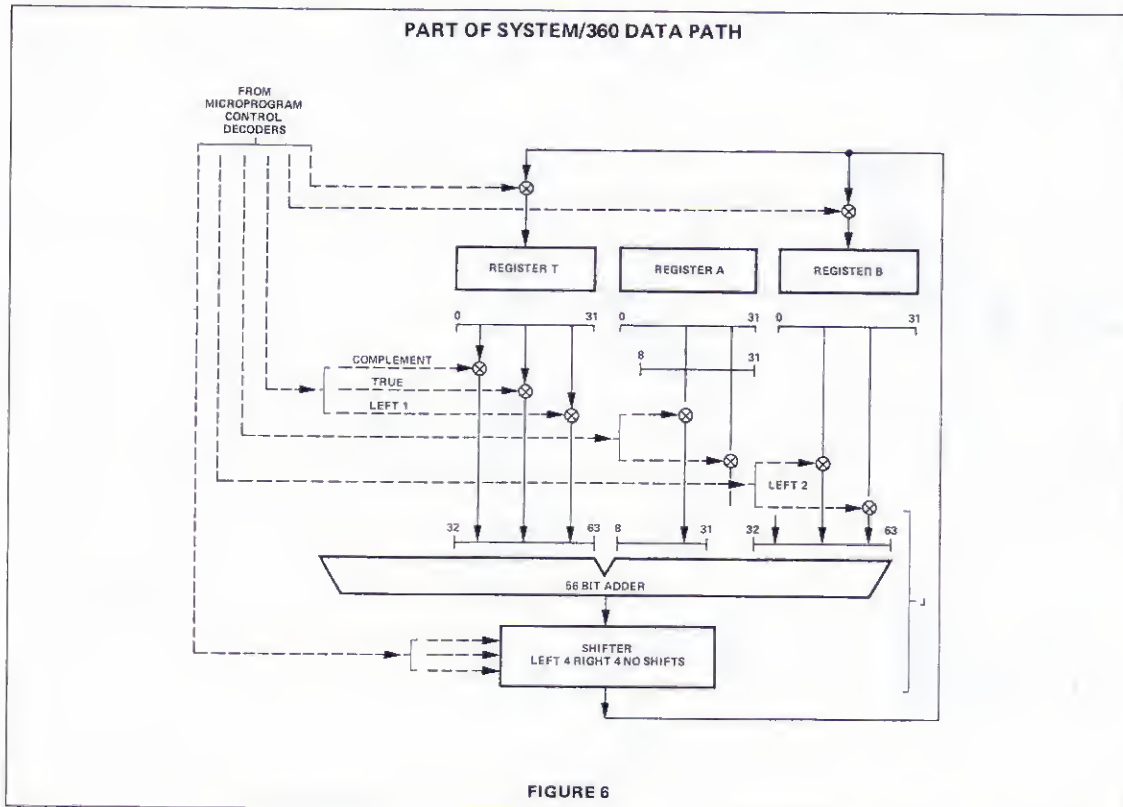 PART OF SYSTEM/360 DATA PATH
FROM
MICROPROGRAM
CONTROL
DECODERS
REGISTER T
REGISTER A
REGISTER B
0 31
0 31
0 31
8 31
COMPLEMENT
TRUE
LEFT 1
LEFT 2
32 63
8 31
32 63
56 BIT ADDER
J
SHIFTER
LEFT 4 RIGHT 4 NO SHIFTS
FIGURE 6